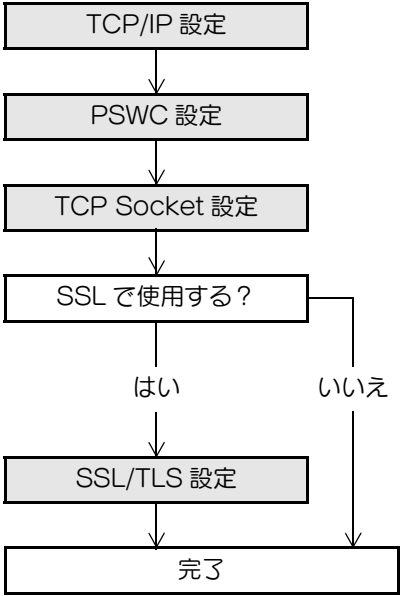 TCP/IP 設定
PSWC 設定
TCP Socket 設定
SSL で使用する？
はい
いいえ
SSL/TLS 設定
完了